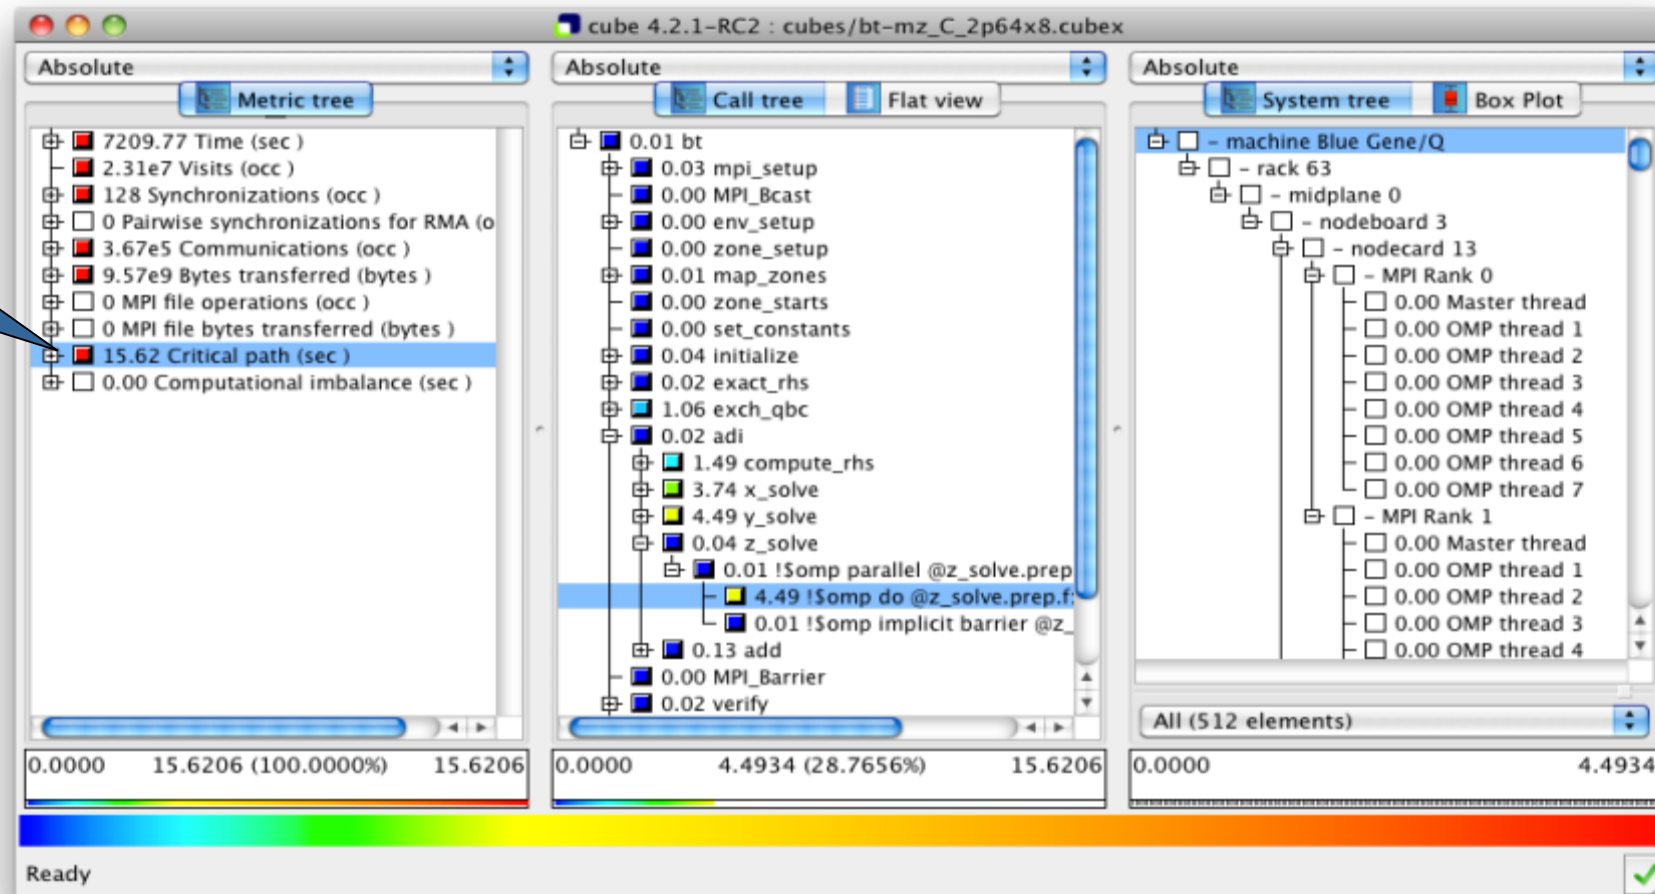 cube 4.2.1-RC2 : cubes/bt-mz_C_2p64x8.cubex
Absolute
Metric tree
7209.77 Time (sec )
2.31e7 Visits (occ )
128 Synchronizations (occ )
0 Pairwise synchronizations for RMA (o
3.67e5 Communications (occ )
9.57e9 Bytes transferred (bytes )
0 MPI file operations (occ )
0 MPI file bytes transferred (bytes )
15.62 Critical path (sec )
0.00 Computational imbalance (sec )
0.0000 15.6206 (100.0000%) 15.6206
Absolute
Call tree Flat view
0.01 bt
0.03 mpi_setup
0.00 MPI_Bcast
0.00 env_setup
0.00 zone_setup
0.01 map_zones
0.00 zone_starts
0.00 set_constants
0.04 initialize
0.02 exact_rhs
1.06 exch_qbc
0.02 adi
1.49 compute_rhs
3.74 x_solve
4.49 y_solve
0.04 z_solve
0.01 !$omp parallel @z_solve.prep
4.49 !$omp do @z_solve.prep.f:
0.01 !$omp implicit barrier @z_
0.13 add
0.00 MPI_Barrier
0.02 verify
0.0000 4.4934 (28.7656%) 15.6206
Absolute
System tree Box Plot
- machine Blue Gene/Q
- rack 63
- midplane 0
- nodeboard 3
- nodecard 13
- MPI Rank 0
0.00 Master thread
0.00 OMP thread 1
0.00 OMP thread 2
0.00 OMP thread 3
0.00 OMP thread 4
0.00 OMP thread 5
0.00 OMP thread 6
0.00 OMP thread 7
- MPI Rank 1
0.00 Master thread
0.00 OMP thread 1
0.00 OMP thread 2
0.00 OMP thread 3
0.00 OMP thread 4
All (512 elements)
0.0000 4.4934
Ready